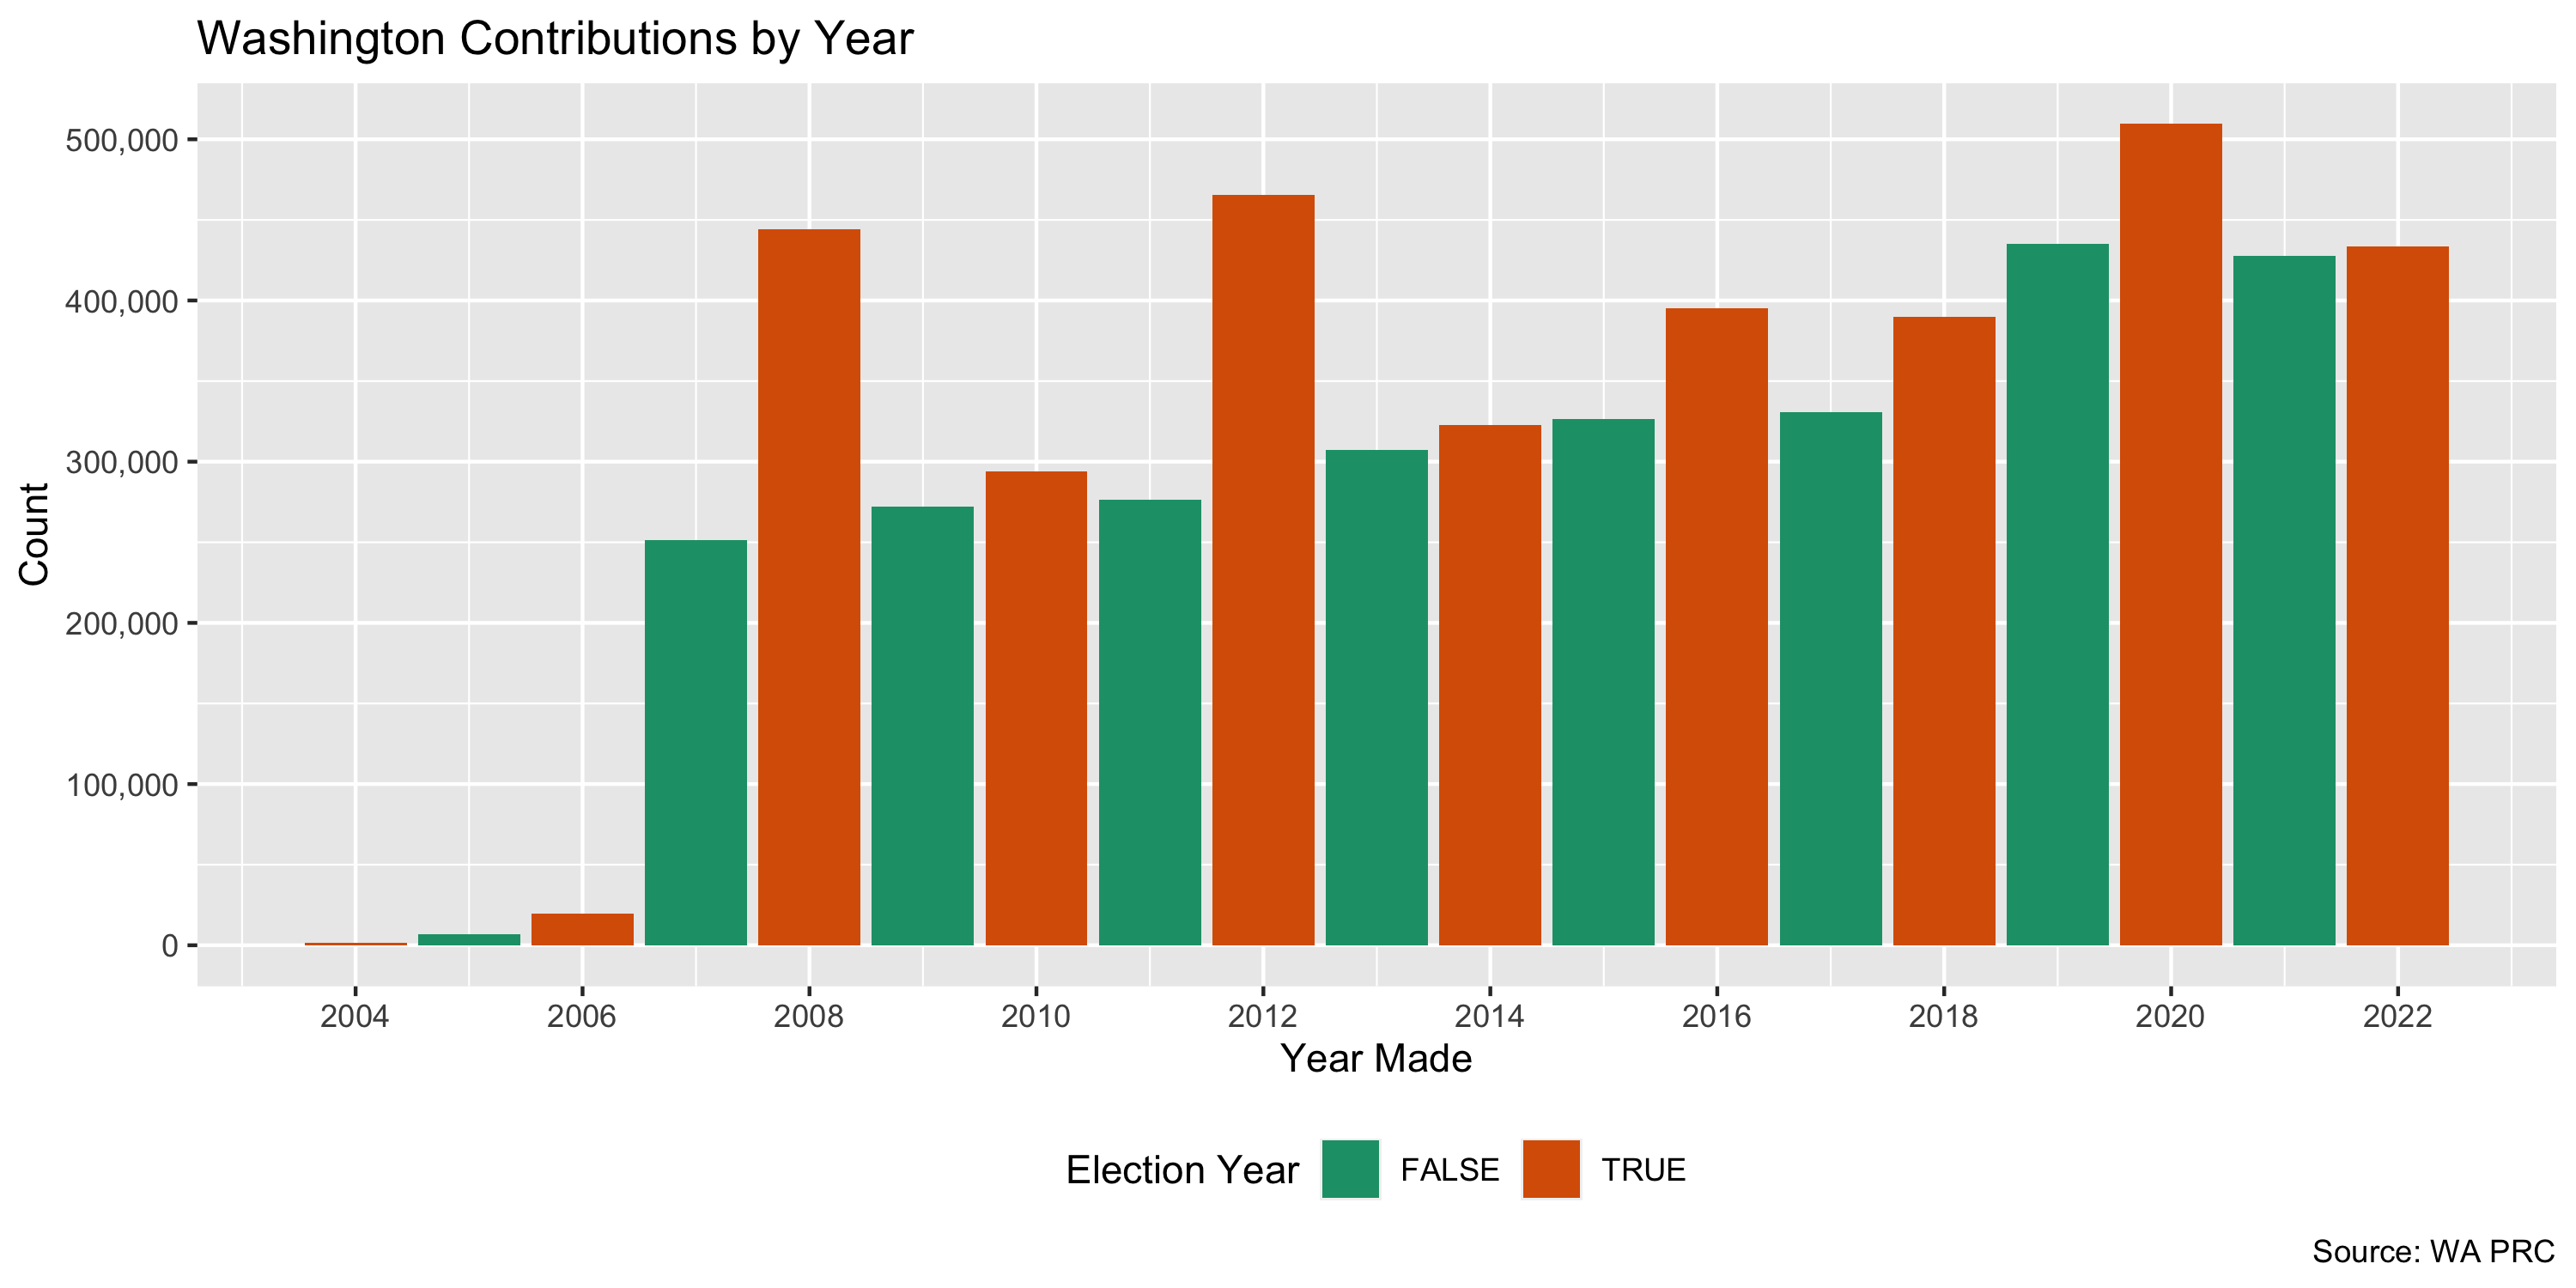 Washington Contributions by Year
500,000
400,000
300,000
200,000
100,000
0
Count
2004 2006 2008 2010 2012 2014 2016 2018 2020 2022
Year Made
Election Year FALSE TRUE
Source: WA PRC